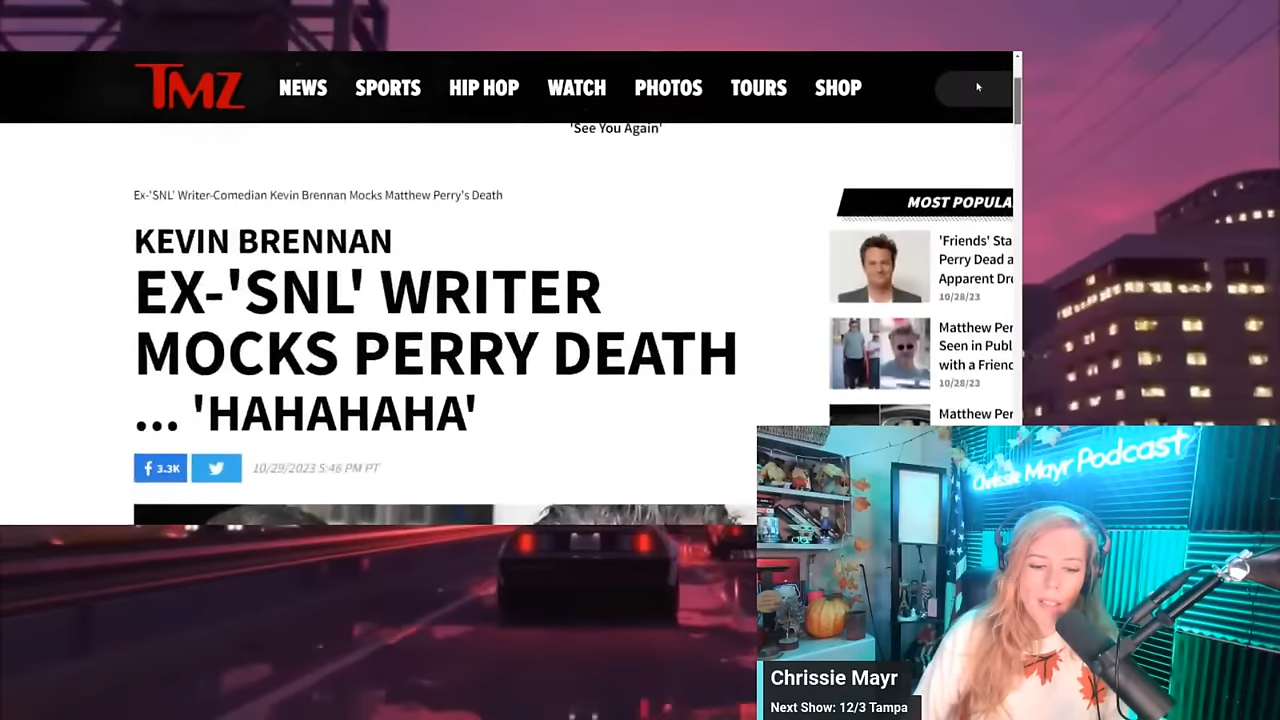 TMZ
NEWS SPORTS HIP HOP WATCH PHOTOS TOURS SHOP
'See You Again'
Ex-'SNL' Writer-Comedian Kevin Brennan Mocks Matthew Perry's Death
KEVIN BRENNAN
EX-'SNL' WRITER
MOCKS PERRY DEATH
... 'HAHAHAHA'
f 3.3K
10/29/2023 5:46 PM PT
MOST POPULA
'Friends' Sta
Perry Dead a
Apparent Dr
10/28/23
Matthew Per
Seen in Publ
with a Frienc
10/28/23
Matthew Per
Chrissie Mayr Podcast
Chrissie Mayr
Next Show: 12/3 Tampa